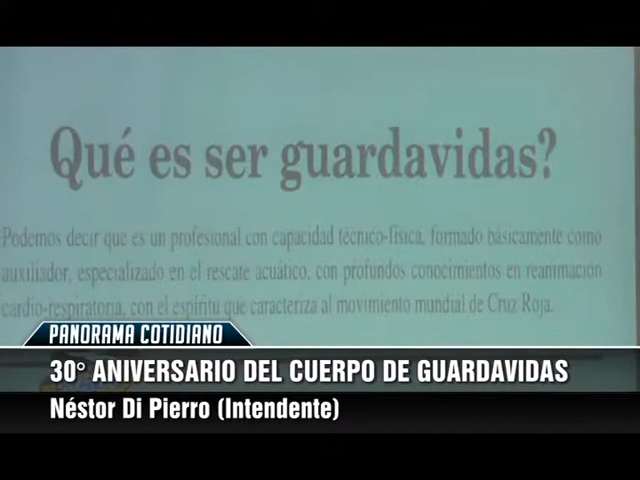 Qué es ser guardavidas?
Podemos decir que es un profesional con capacidad técnico-física, formado básicamente como
auxiliador, especializado en el rescate acuático, con profundos conocimientos en reanimación
cardio-respiratoria, con el espíritu que caracteriza al movimiento mundial de Cruz Roja.
PANORAMA COTIDIANO
30° ANIVERSARIO DEL CUERPO DE GUARDAVIDAS
Néstor Di Pierro (Intendente)